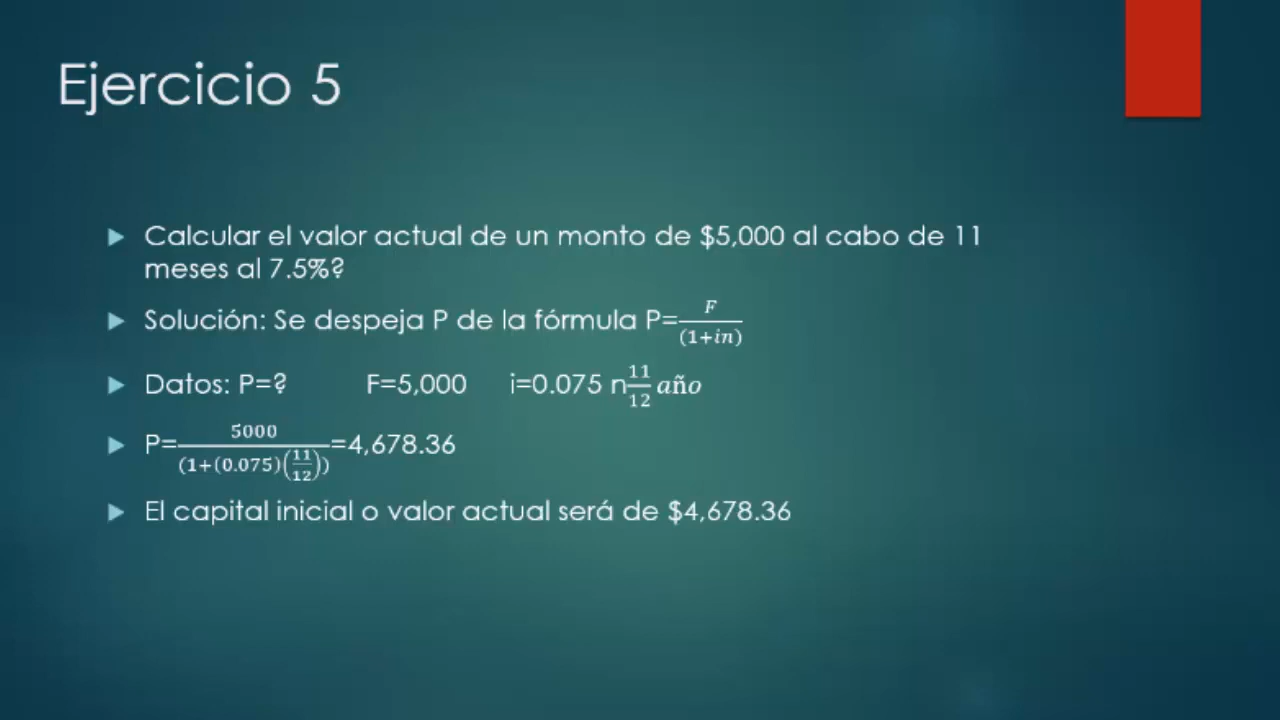 Ejercicio 5
Calcular el valor actual de un monto de $5,000 al cabo de 11
meses al 7.5%?
Solución: Se despeja P de la fórmula P=F/(1+in)
Datos: P=? F=5,000 i=0.075 n 11/12 año
P=5000/(1+(0.075)(11/12))=4,678.36
El capital inicial o valor actual será de $4,678.36